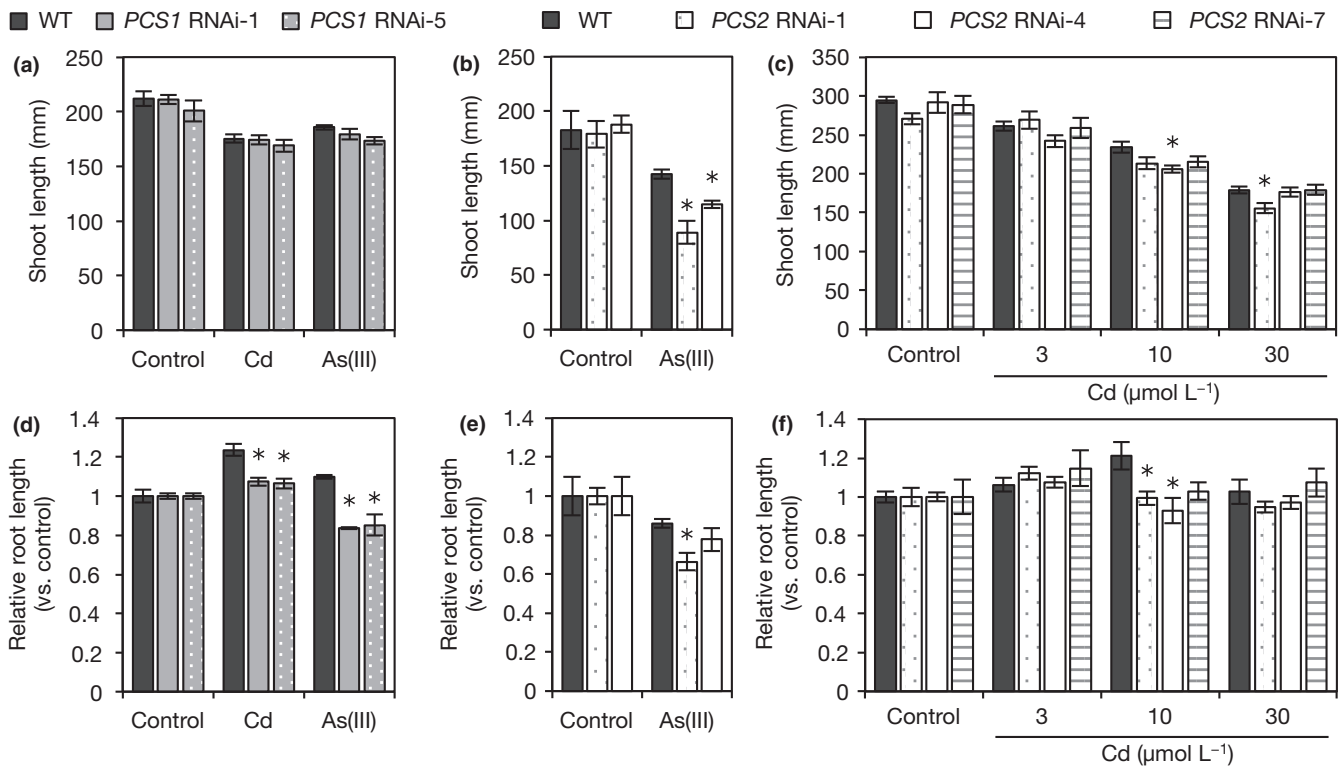 WT PCS1 RNAi-1 PCS1 RNAi-5
WT PCS2 RNAi-1 PCS2 RNAi-4 PCS2 RNAi-7
(a)
Shoot length (mm)
250
200
150
100
50
0
Control Cd As(III)
(b)
Shoot length (mm)
250
200
150
100
50
0
* *
Control As(III)
(c)
Shoot length (mm)
350
300
250
200
150
100
50
0
* *
Control 3 10 30
Cd (µmol L⁻¹)
(d)
Relative root length
(vs. control)
1.4
1.2
1
0.8
0.6
0.4
0.2
0
* * * *
Control Cd As(III)
(e)
Relative root length
(vs. control)
1.4
1.2
1
0.8
0.6
0.4
0.2
0
*
Control As(III)
(f)
Relative root length
(vs. control)
1.4
1.2
1
0.8
0.6
0.4
0.2
0
* *
Control 3 10 30
Cd (µmol L⁻¹)